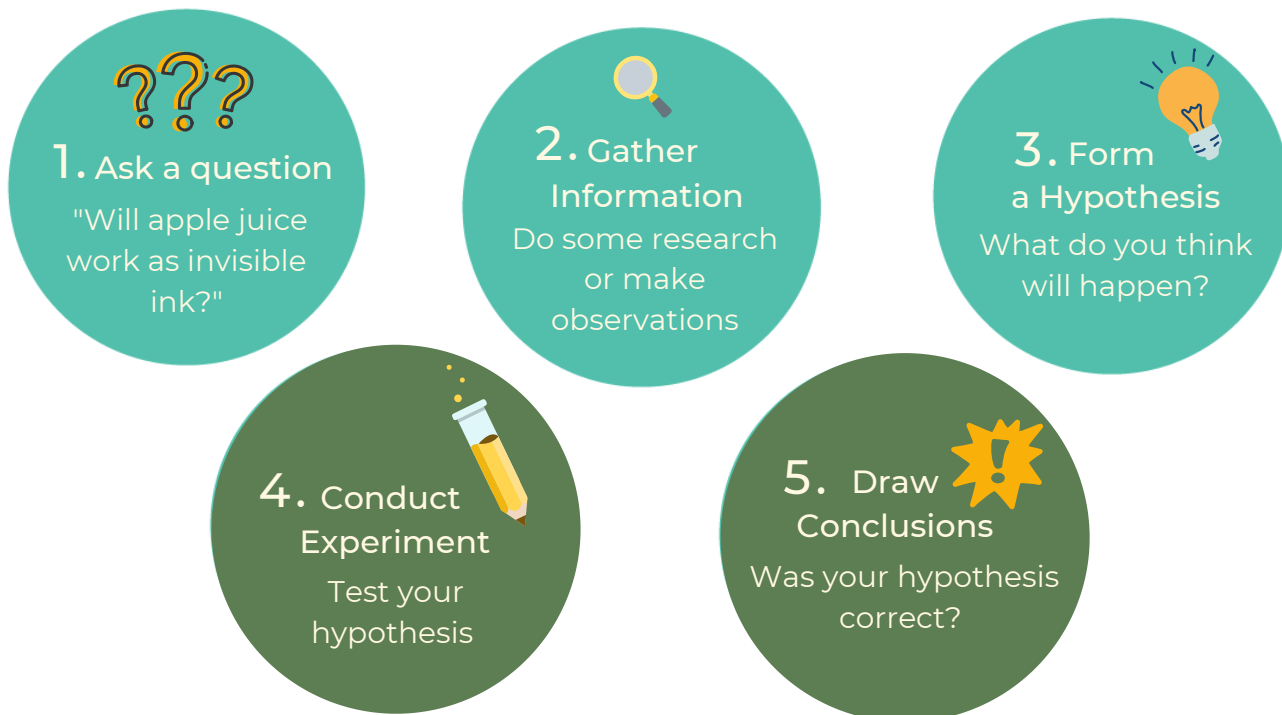 ???
1. Ask a question
"Will apple juice
work as invisible
ink?"
2. Gather
Information
Do some research
or make
observations
3. Form
a Hypothesis
What do you think
will happen?
4. Conduct
Experiment
Test your
hypothesis
!
5. Draw
Conclusions
Was your hypothesis
correct?